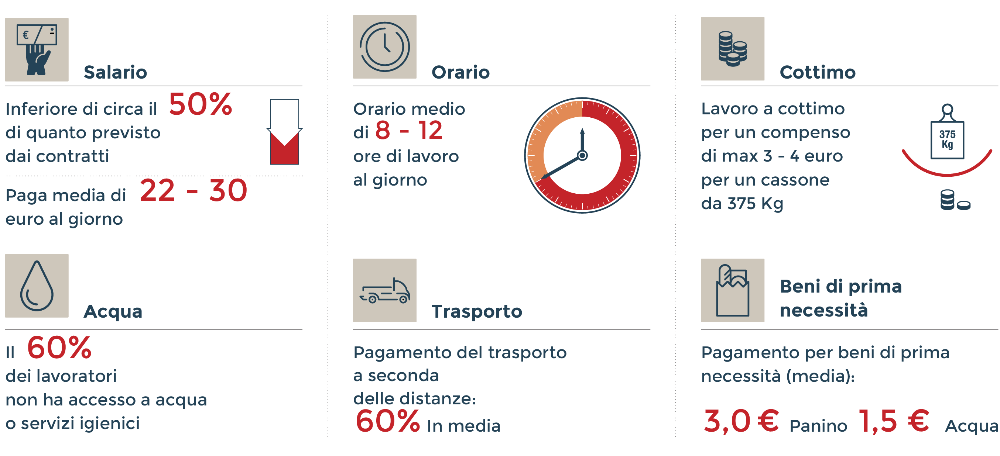 €
Salario
Inferiore di circa il 50%
di quanto previsto
dai contratti
Paga media di 22 - 30
euro al giorno
Orario
Orario medio
di 8 - 12
ore di lavoro
al giorno
Cottimo
Lavoro a cottimo
per un compenso
di max 3 - 4 euro
per un cassone
da 375 Kg
375
Kg
Acqua
Il 60%
dei lavoratori
non ha accesso a acqua
o servizi igienici
Trasporto
Pagamento del trasporto
a seconda
delle distanze:
60% In media
Beni di prima
necessità
Pagamento per beni di prima
necessità (media):
3,0 € Panino 1,5 € Acqua